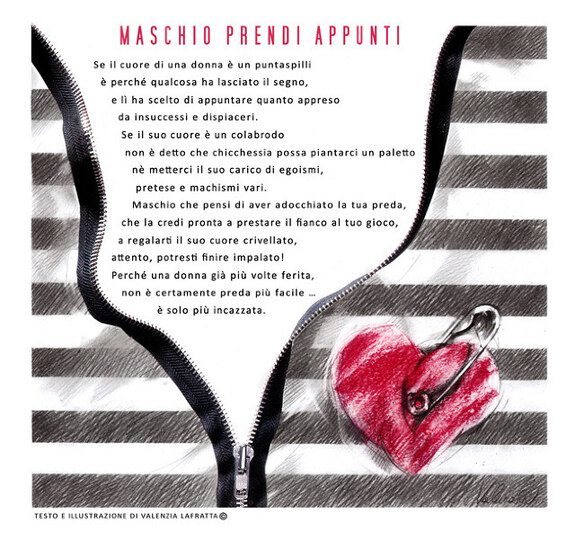 MASCHIO PRENDI APPUNTI
Se il cuore di una donna è un puntaspilli
è perché qualcosa ha lasciato il segno,
e lì ha scelto di appuntare quanto appreso
da insuccessi e dispiaceri.
Se il suo cuore è un colabrodo
non è detto che chicchessia possa piantarci un paletto
nè metterci il suo carico di egoismi,
pretese e machismi vari.
Maschio che pensi di aver adocchiato la tua preda,
che la credi pronta a prestare il fianco al tuo gioco,
a regalarti il suo cuore crivellato,
attento, potresti finire impalato!
Perché una donna già più volte ferita,
non è certamente preda più facile ...
è solo più incazzata.
TESTO E ILLUSTRAZIONE DI VALENZIA LAFRATTA ©